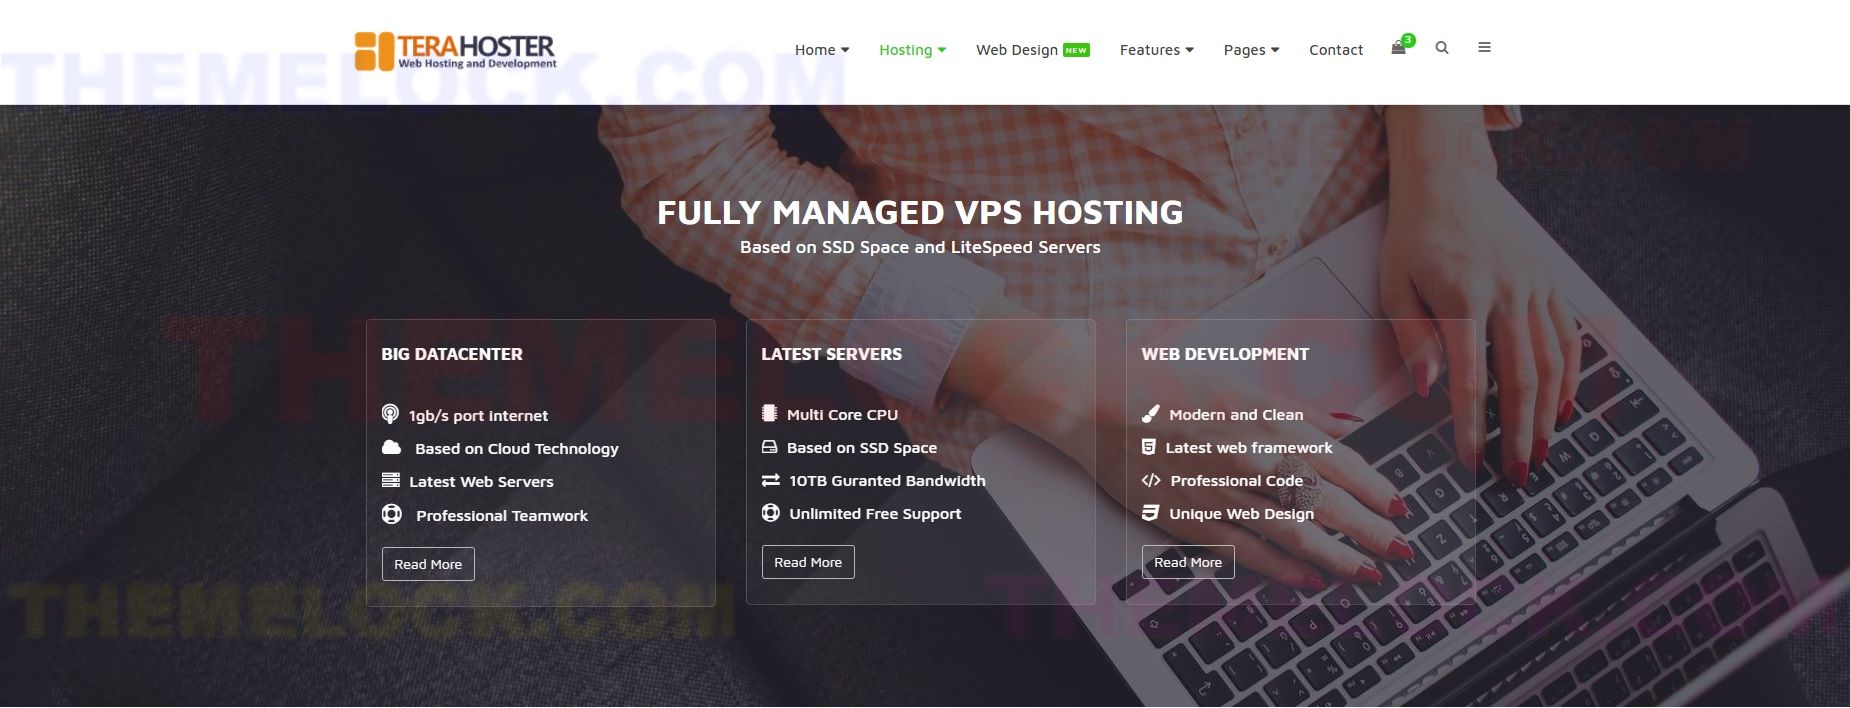 TERAHOSTER
Web Hosting and Development
Home
Hosting
Web Design NEW
Features
Pages
Contact
3
THEMELOCK.COM
FULLY MANAGED VPS HOSTING
Based on SSD Space and LiteSpeed Servers
BIG DATACENTER
1gb/s port internet
Based on Cloud Technology
Latest Web Servers
Professional Teamwork
Read More
LATEST SERVERS
Multi Core CPU
Based on SSD Space
10TB Guranted Bandwidth
Unlimited Free Support
Read More
WEB DEVELOPMENT
Modern and Clean
Latest web framework
Professional Code
Unique Web Design
Read More
THEMELOCK.COM